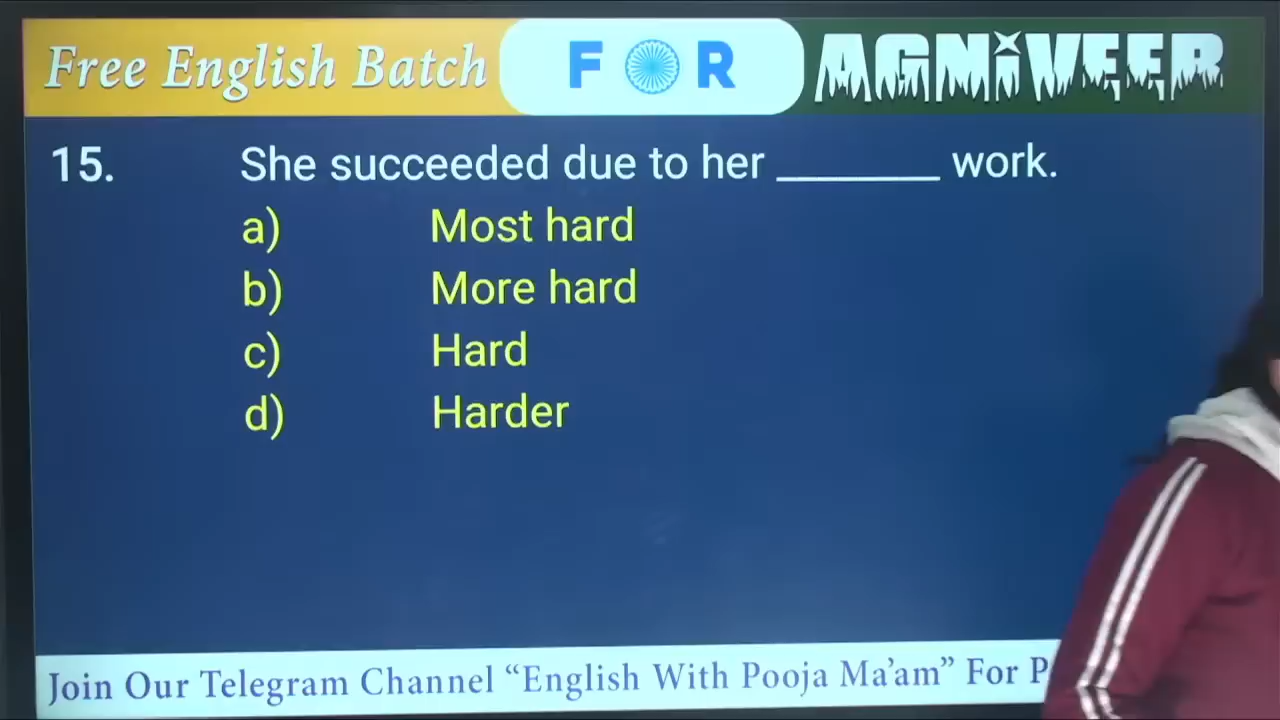 Free English Batch FOR AGNiVEER
15. She succeeded due to her ________ work.
a) Most hard
b) More hard
c) Hard
d) Harder
Join Our Telegram Channel “English With Pooja Ma’am” For